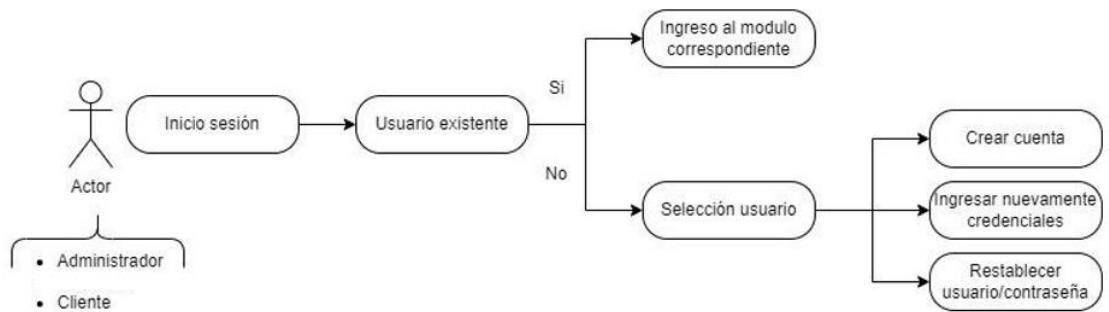 Ingreso al modulo
correspondiente
Si
Inicio sesión
Usuario existente
No
Actor
Selección usuario
Crear cuenta
Ingresar nuevamente
credenciales
Restablecer
usuario/contraseña
• Administrador
• Cliente